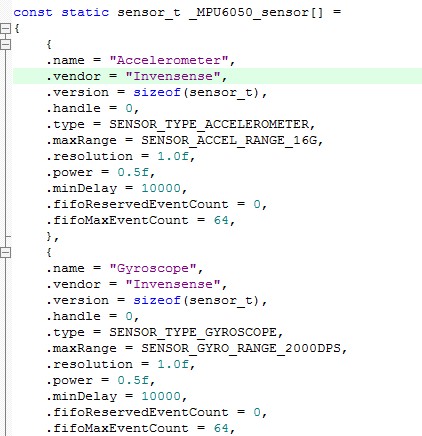 const static sensor_t _MPU6050_sensor[] =
{
{
.name = "Accelerometer",
.vendor = "Invensense",
.version = sizeof(sensor_t),
.handle = 0,
.type = SENSOR_TYPE_ACCELEROMETER,
.maxRange = SENSOR_ACCEL_RANGE_16G,
.resolution = 1.0f,
.power = 0.5f,
.minDelay = 10000,
.fifoReservedEventCount = 0,
.fifoMaxEventCount = 64,
},
{
.name = "Gyroscope",
.vendor = "Invensense",
.version = sizeof(sensor_t),
.handle = 0,
.type = SENSOR_TYPE_GYROSCOPE,
.maxRange = SENSOR_GYRO_RANGE_2000DPS,
.resolution = 1.0f,
.power = 0.5f,
.minDelay = 10000,
.fifoReservedEventCount = 0,
.fifoMaxEventCount = 64,